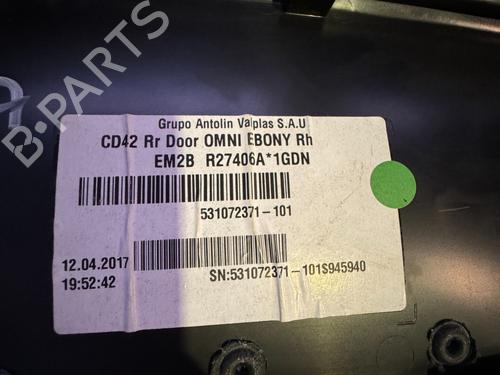 B-PARTS
Grupo Antolin Valplas S.A.U
CD42 Rr Door OMNI EBONY Rh
EM2B R27406A*1GDN
531072371-101
12.04.2017
19:52:42
SN:531072371-101S945940